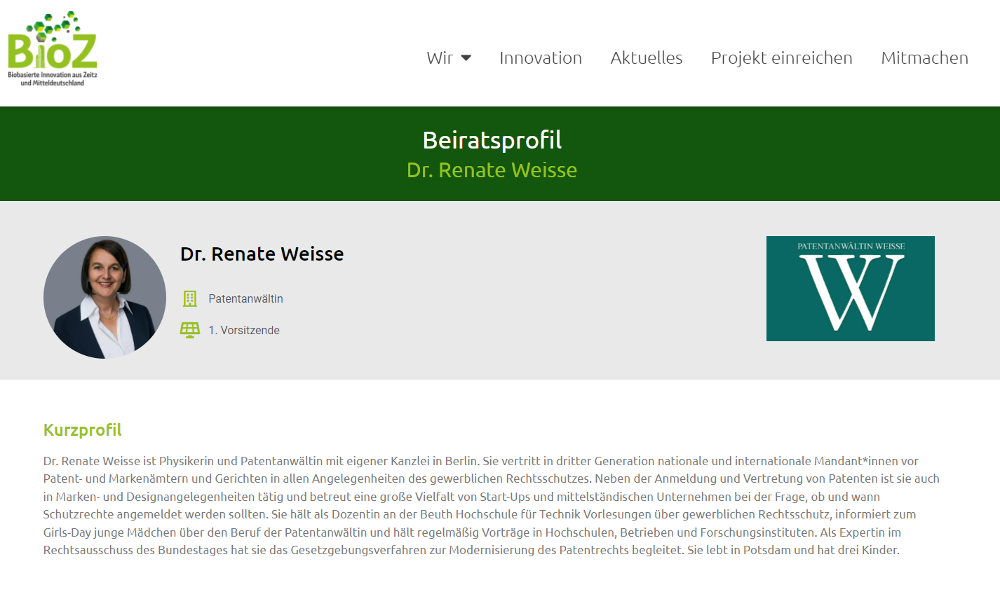 BioZ
Biobasierte Innovation aus Zeitz
und Mitteldeutschland
Wir
Innovation
Aktuelles
Projekt einreichen
Mitmachen
Beiratsprofil
Dr. Renate Weisse
Dr. Renate Weisse
Patentanwältin
1. Vorsitzende
PATENTANWÄLTIN WEISSE
W
Kurzprofil
Dr. Renate Weisse ist Physikerin und Patentanwältin mit eigener Kanzlei in Berlin. Sie vertritt in dritter Generation nationale und internationale Mandant*innen vor
Patent- und Markenämtern und Gerichten in allen Angelegenheiten des gewerblichen Rechtsschutzes. Neben der Anmeldung und Vertretung von Patenten ist sie auch
in Marken- und Designangelegenheiten tätig und betreut eine große Vielfalt von Start-Ups und mittelständischen Unternehmen bei der Frage, ob und wann
Schutzrechte angemeldet werden sollten. Sie hält als Dozentin an der Beuth Hochschule für Technik Vorlesungen über gewerblichen Rechtsschutz, informiert zum
Girls-Day junge Mädchen über den Beruf der Patentanwältin und hält regelmäßig Vorträge in Hochschulen, Betrieben und Forschungsinstituten. Als Expertin im
Rechtsausschuss des Bundestages hat sie das Gesetzgebungsverfahren zur Modernisierung des Patentrechts begleitet. Sie lebt in Potsdam und hat drei Kinder.